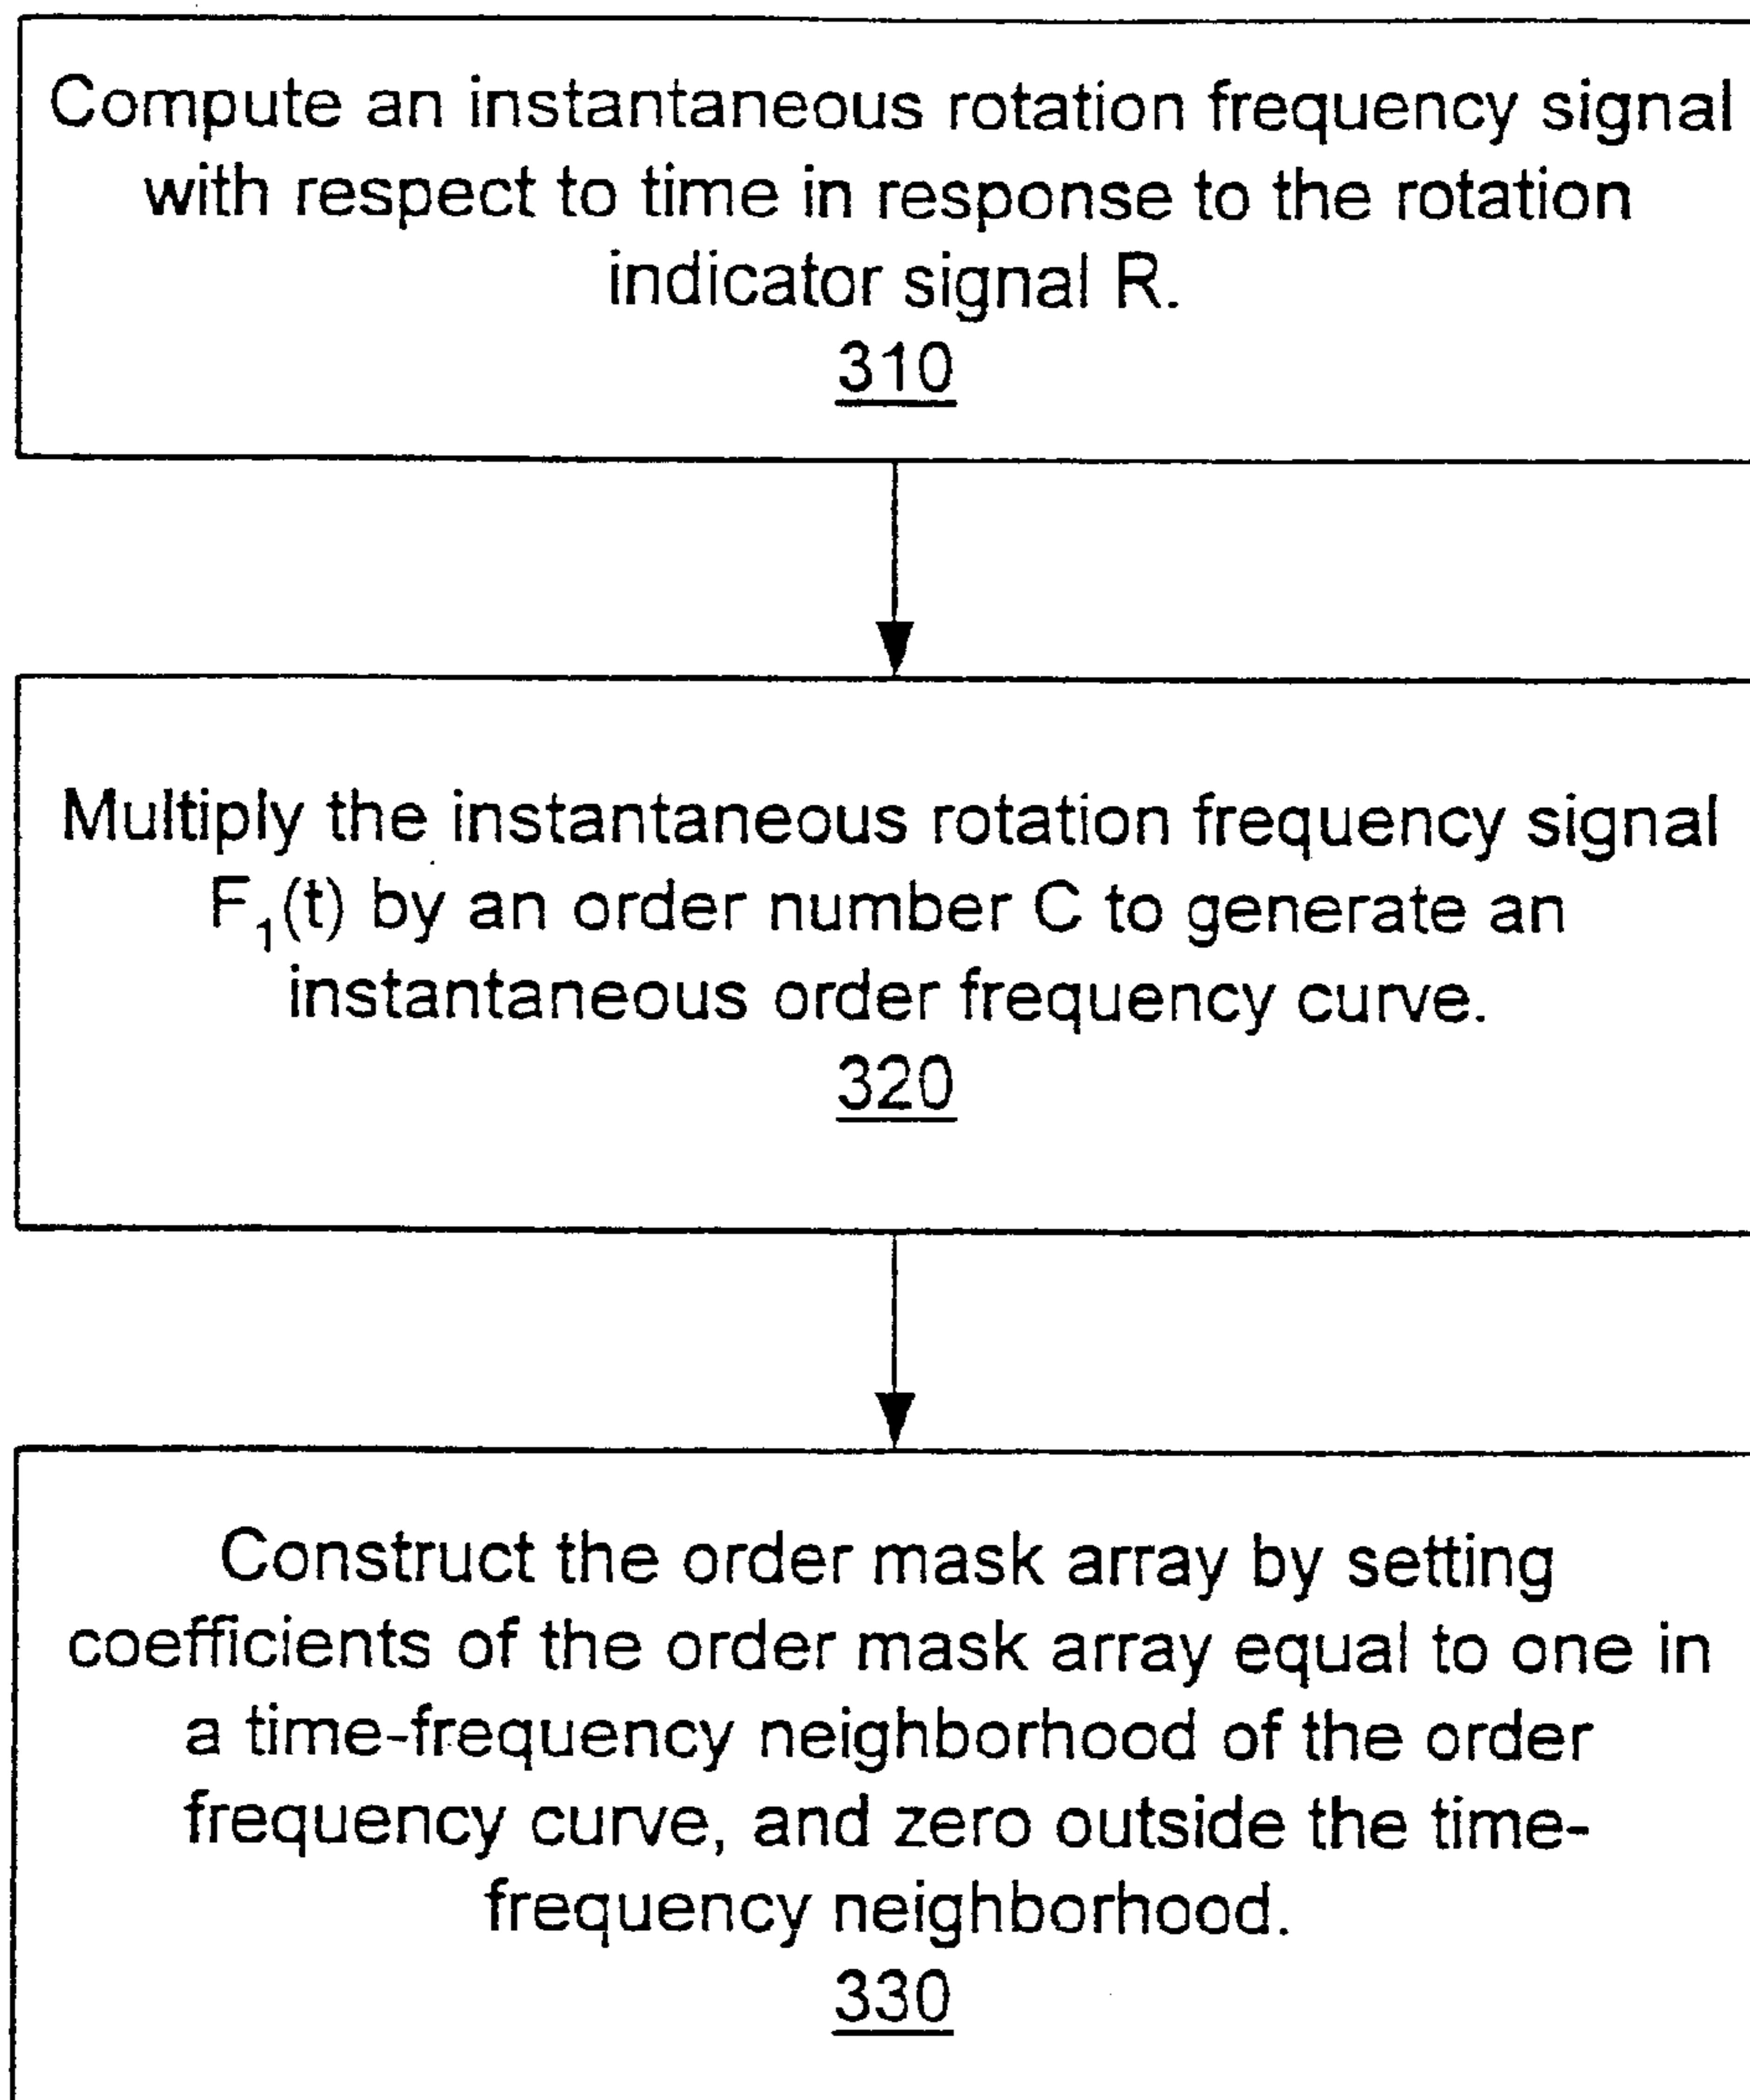 Compute an instantaneous rotation frequency signal
with respect to time in response to the rotation
indicator signal R.
310
Multiply the instantaneous rotation frequency signal
F₁(t) by an order number C to generate an
instantaneous order frequency curve.
320
Construct the order mask array by setting
coefficients of the order mask array equal to one in
a time-frequency neighborhood of the order
frequency curve, and zero outside the time-
frequency neighborhood.
330